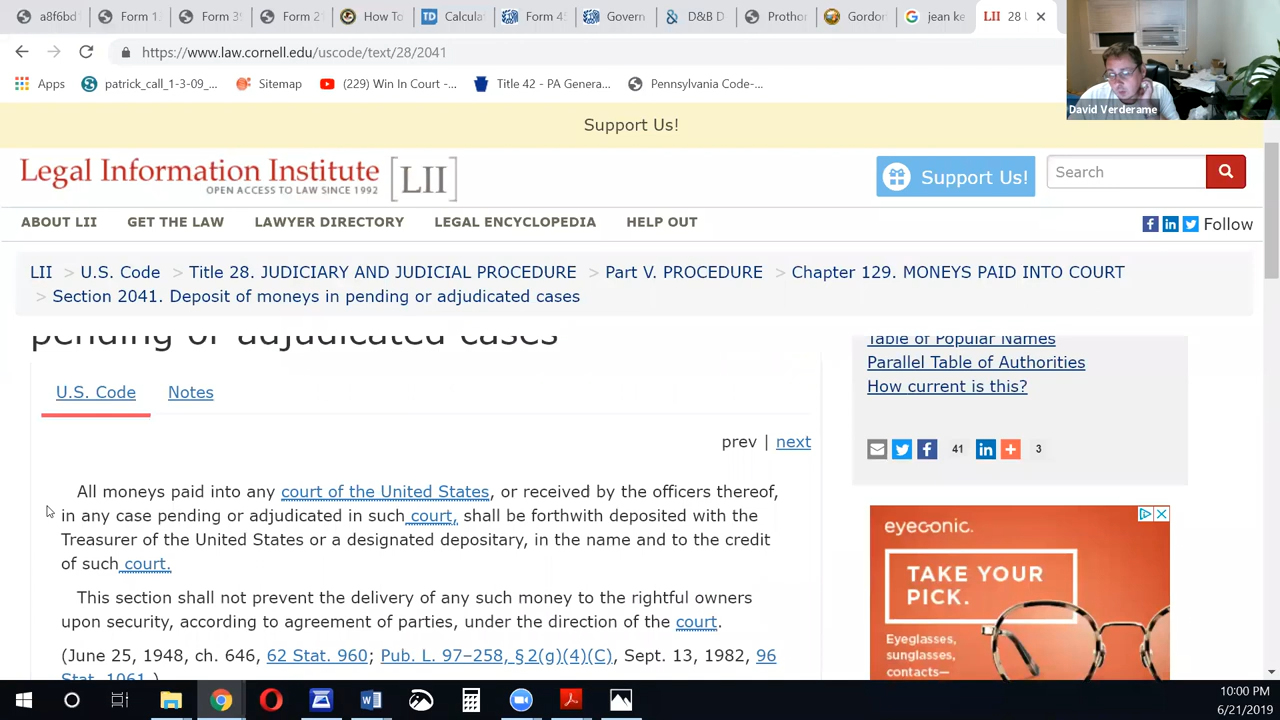 a8f6bd1
Form 1:
Form 39
Form 21
How To
Calcula
Form 45
Govern
D&B D
Prothor
Gordor
jean ke
28 U
https://www.law.cornell.edu/uscode/text/28/2041
Apps
patrick_call_1-3-09_...
Sitemap
(229) Win In Court -...
Title 42 - PA Genera...
Pennsylvania Code-...
David Verderame
Support Us!
Legal Information Institute [LII]
OPEN ACCESS TO LAW SINCE 1992
Support Us!
Search
ABOUT LII GET THE LAW LAWYER DIRECTORY LEGAL ENCYCLOPEDIA HELP OUT
Follow
LII > U.S. Code > Title 28. JUDICIARY AND JUDICIAL PROCEDURE > Part V. PROCEDURE > Chapter 129. MONEYS PAID INTO COURT
> Section 2041. Deposit of moneys in pending or adjudicated cases
pending or adjudicated cases
U.S. Code Notes
prev | next
All moneys paid into any court of the United States, or received by the officers thereof,
in any case pending or adjudicated in such court, shall be forthwith deposited with the
Treasurer of the United States or a designated depositary, in the name and to the credit
of such court.
This section shall not prevent the delivery of any such money to the rightful owners
upon security, according to agreement of parties, under the direction of the court.
(June 25, 1948, ch. 646, 62 Stat. 960; Pub. L. 97–258, § 2(g)(4)(C), Sept. 13, 1982, 96
Stat. 1061.)
Table of Popular Names
Parallel Table of Authorities
How current is this?
41
3
eyeconic.
TAKE YOUR
PICK.
Eyeglasses,
sunglasses,
contacts—
10:00 PM
6/21/2019